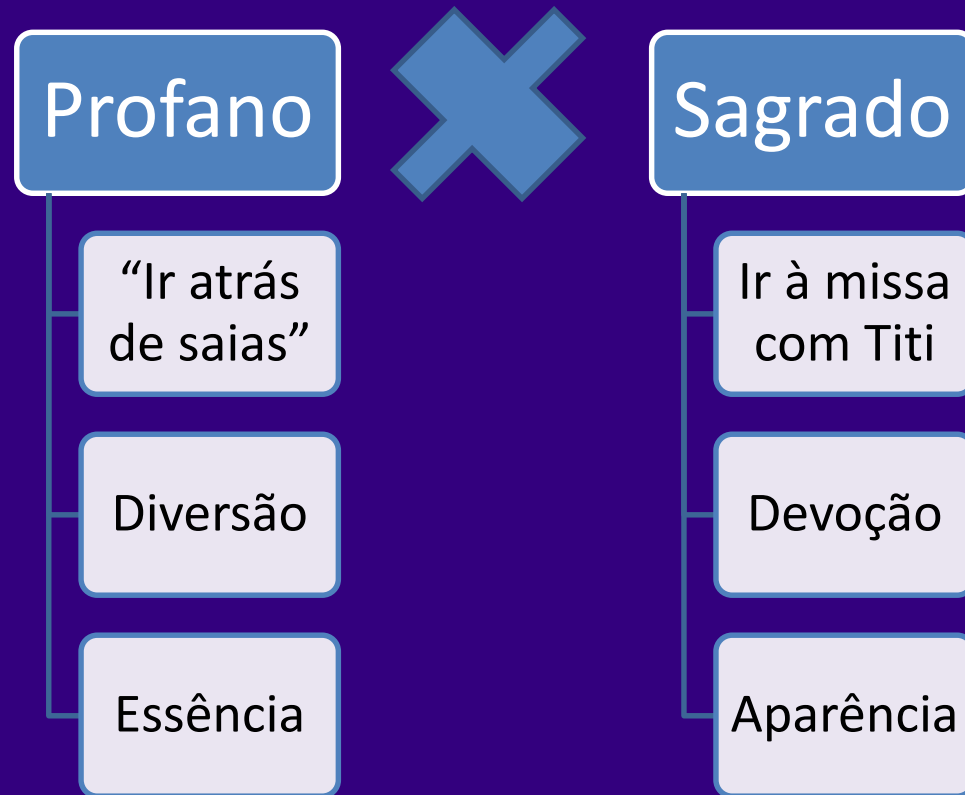 Profano
“Ir atrás
de saias”
Diversão
Essência
Sagrado
Ir à missa
com Titi
Devoção
Aparência